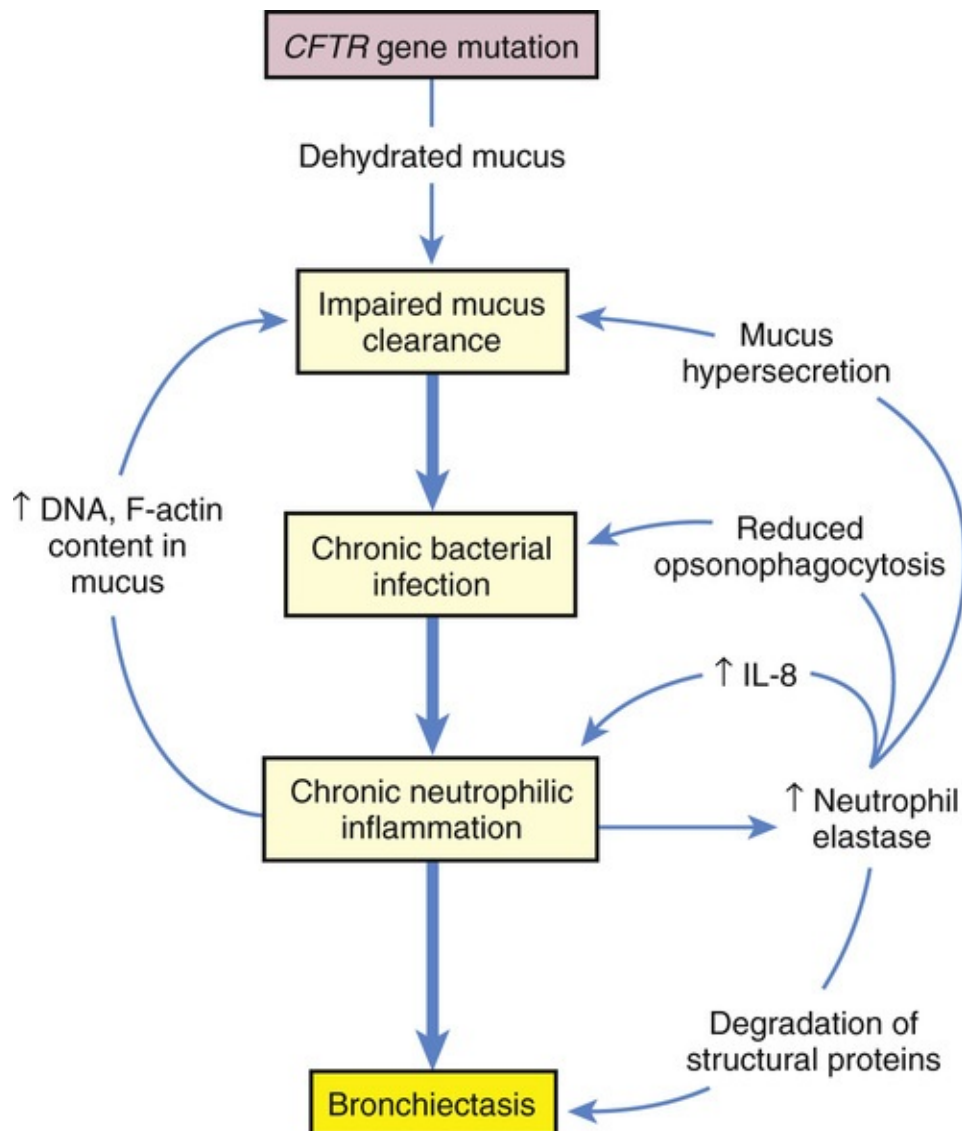 CFTR gene mutation
Dehydrated mucus
Impaired mucus
clearance
Mucus
hypersecretion
↑ DNA, F-actin
content in
mucus
Chronic bacterial
infection
Reduced
opsonophagocytosis
↑ IL-8
Chronic neutrophilic
inflammation
↑ Neutrophil
elastase
Degradation of
structural proteins
Bronchiectasis